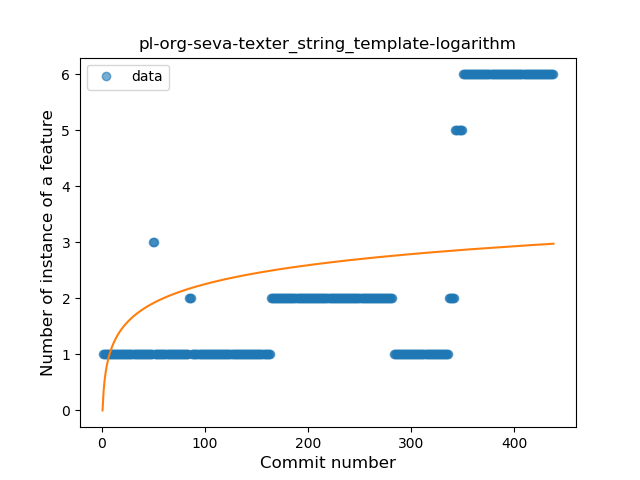 pl-org-seva-texter_string_template-logarithm
data
Number of instance of a feature
6
5
4
3
2
1
0
0 100 200 300 400
Commit number